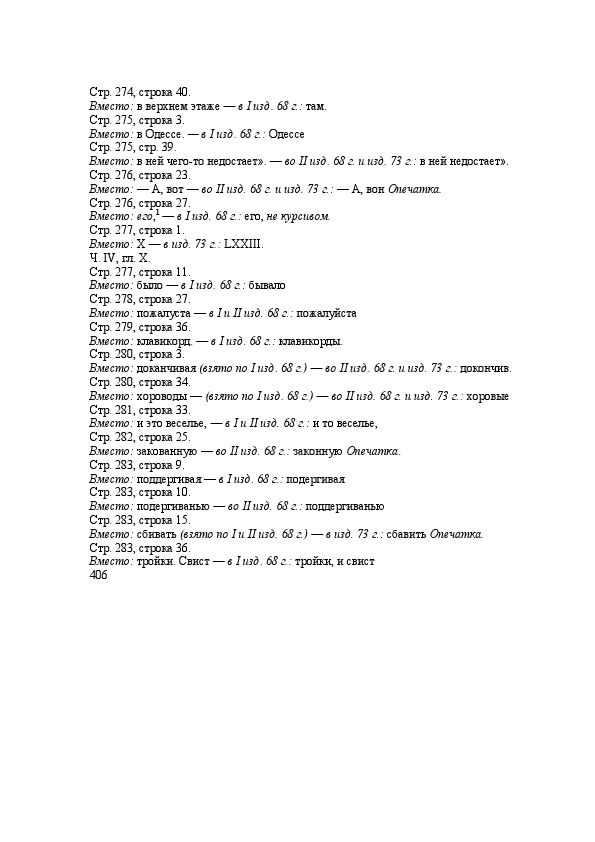 Стр. 274, строка 40.
Вместо: в верхнем этаже — в I изд. 68 г.: там.
Стр. 275, строка 3.
Вместо: в Одессе. — в I изд. 68 г.: Одессе
Стр. 275, стр. 39.
Вместо: в ней чего-то недостает». — во II изд. 68 г. и изд. 73 г.: в ней недостает».
Стр. 276, строка 23.
Вместо: — А, вот — во II изд. 68 г. и изд. 73 г.: — А, вон Опечатка.
Стр. 276, строка 27.
Вместо: его,¹ — в I изд. 68 г.: его, не курсивом.
Стр. 277, строка 1.
Вместо: X — в изд. 73 г.: LXXIII.
Ч. IV, гл. X.
Стр. 277, строка 11.
Вместо: было — в I изд. 68 г.: бывало
Стр. 278, строка 27.
Вместо: пожалуста — в I и II изд. 68 г.: пожалуйста
Стр. 279, строка 36.
Вместо: клавикорд. — в I изд. 68 г.: клавикорды.
Стр. 280, строка 3.
Вместо: доканчивая (взято по I изд. 68 г.) — во II изд. 68 г. и изд. 73 г.: докончив.
Стр. 280, строка 34.
Вместо: хороводы — (взято по I изд. 68 г.) — во II изд. 68 г. и изд. 73 г.: хоровые
Стр. 281, строка 33.
Вместо: и это веселье, — в I и II изд. 68 г.: и то веселье,
Стр. 282, строка 25.
Вместо: закованную — во II изд. 68 г.: законную Опечатка.
Стр. 283, строка 9.
Вместо: поддергивая — в I изд. 68 г.: подергивая
Стр. 283, строка 10.
Вместо: подергиванью — во II изд. 68 г.: поддергиванью
Стр. 283, строка 15.
Вместо: сбивать (взято по I и II изд. 68 г.) — в изд. 73 г.: сбавить Опечатка.
Стр. 283, строка 36.
Вместо: тройки. Свист — в I изд. 68 г.: тройки, и свист
406